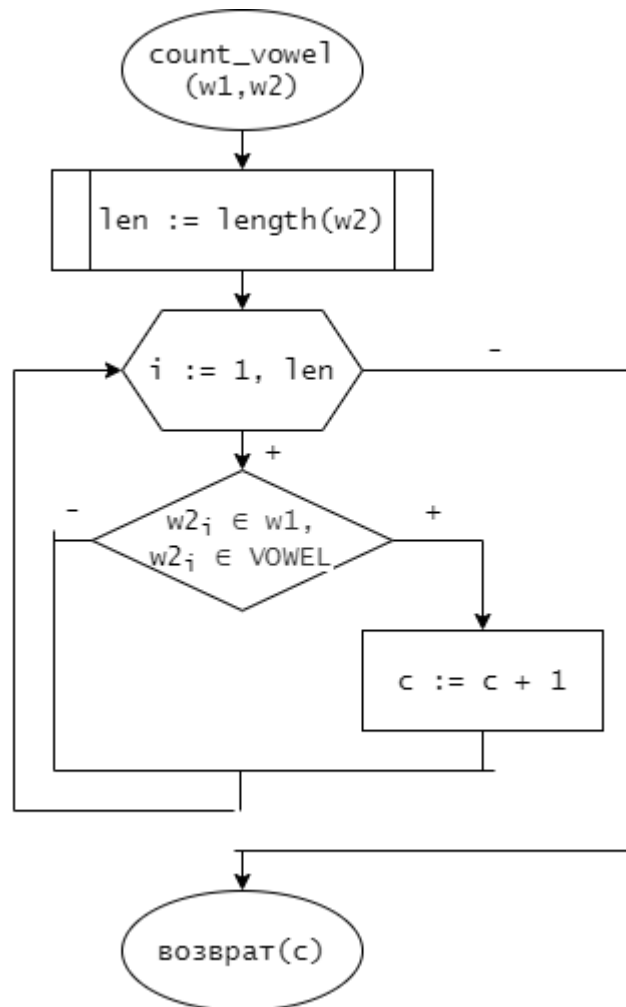 count_vowel
(w1,w2)
len := length(w2)
i := 1, len
-
+
-
w2ᵢ ∈ w1,
w2ᵢ ∈ VOWEL
+
c := c + 1
возврат(c)